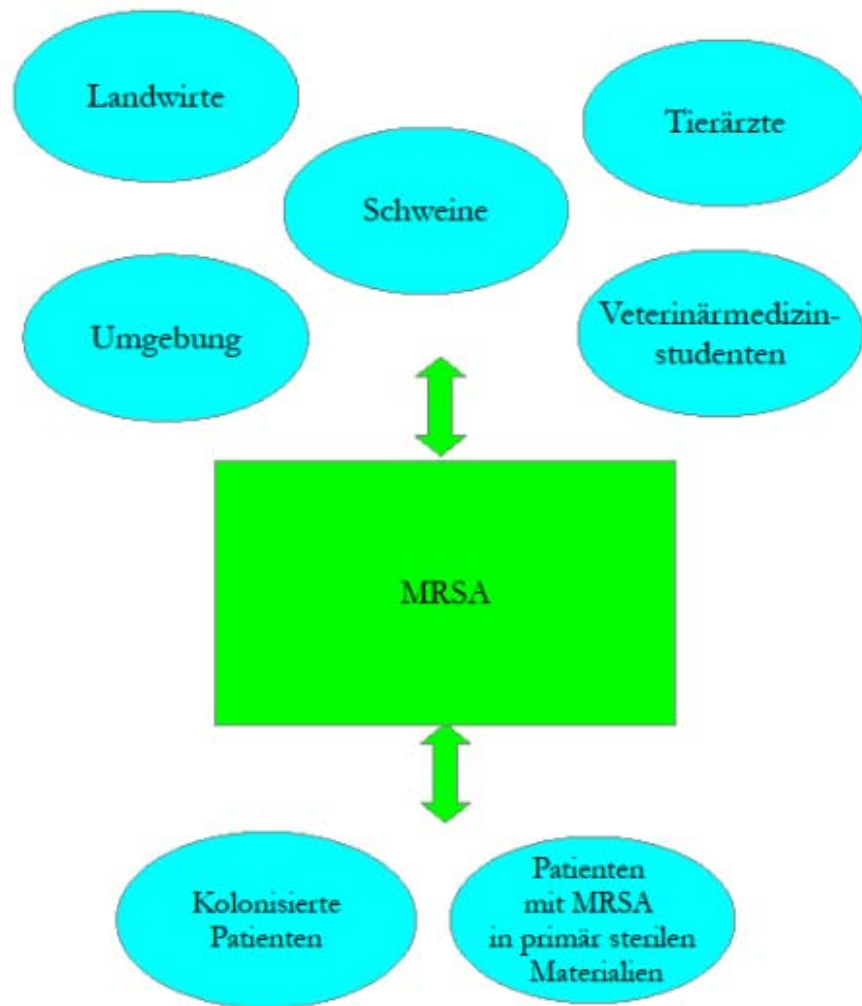 Landwirte
Tierärzte
Schweine
Umgebung
Veterinärmedizin-
studenten
MRSA
Kolonisierte
Patienten
Patienten
mit MRSA
in primär sterilen
Materialien